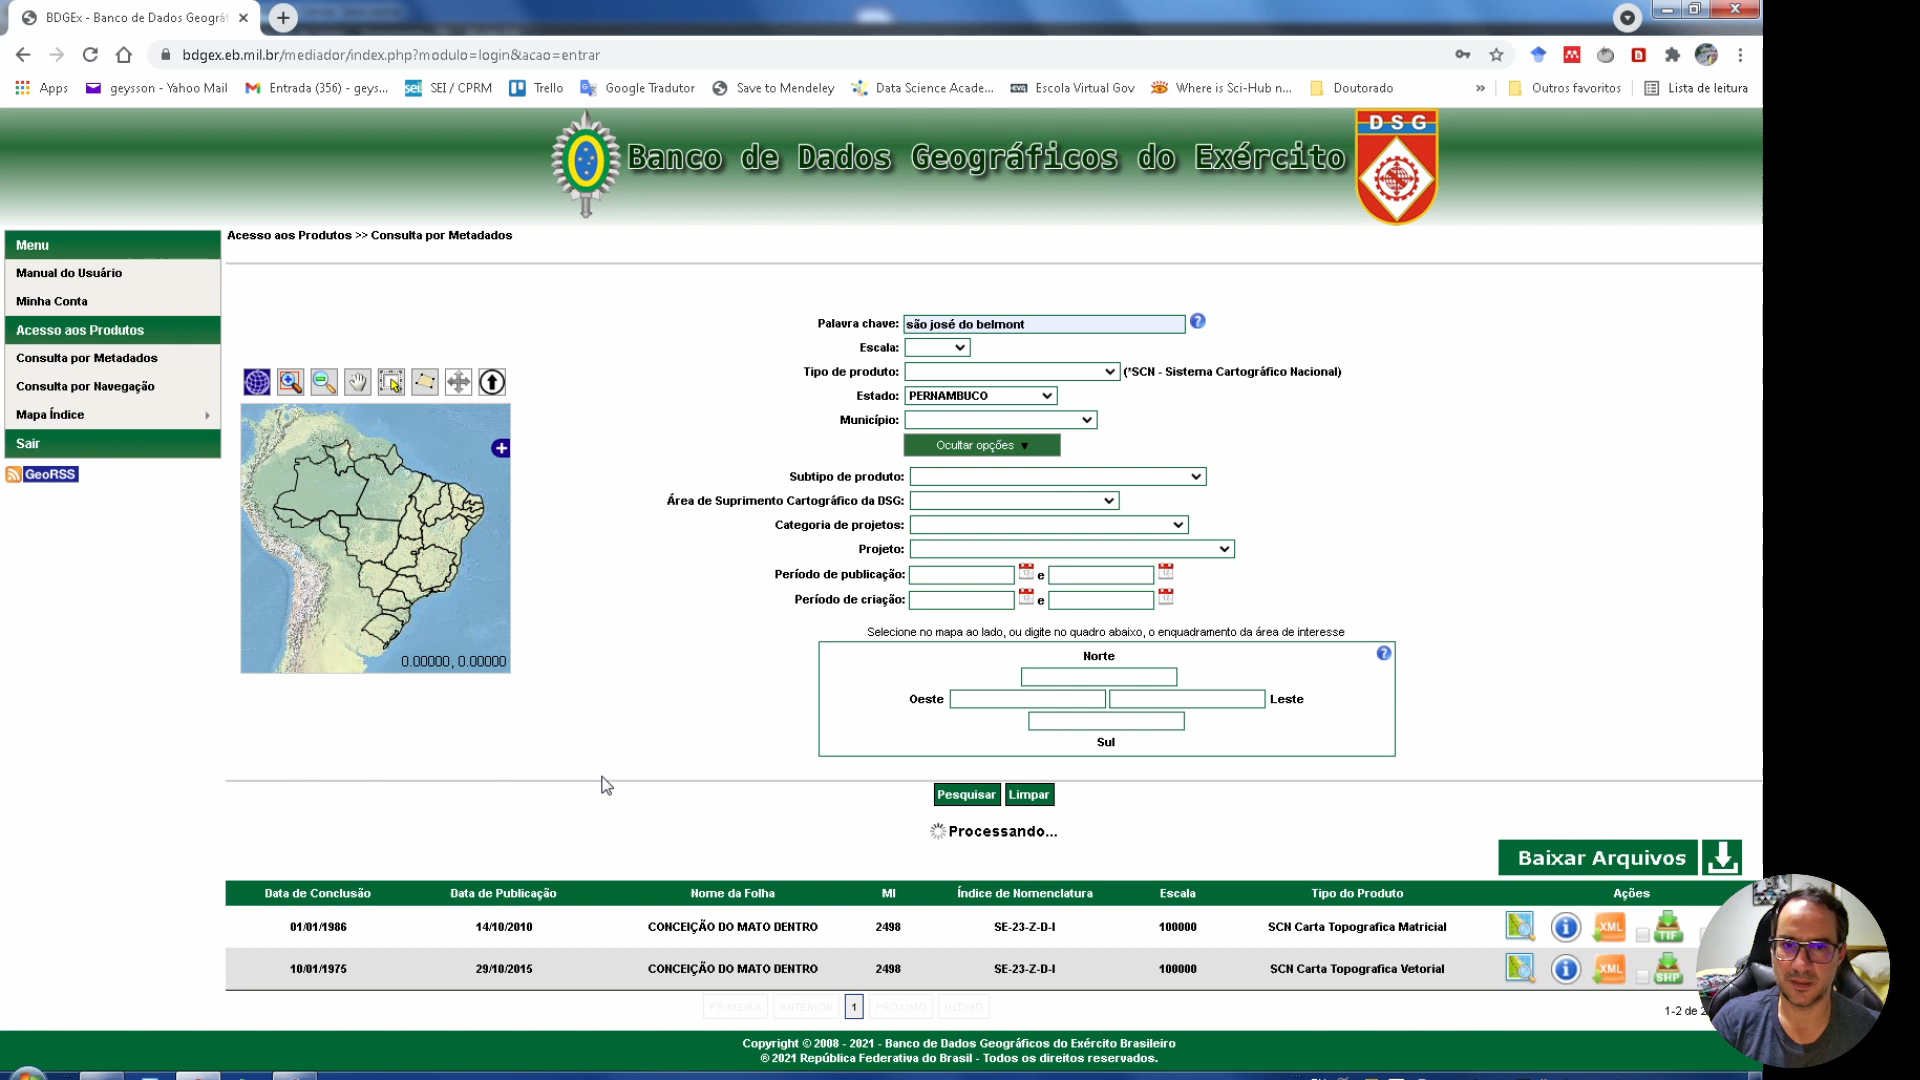 BDGEx - Banco de Dados Geográf
bdgex.eb.mil.br/mediador/index.php?modulo=login&acao=entrar
Apps
geysson - Yahoo Mail
Entrada (356) - geys...
sei
SEI / CPRM
Trello
Google Tradutor
Save to Mendeley
Data Science Acade...
EVG
Escola Virtual Gov
Where is Sci-Hub n...
Doutorado
»
Outros favoritos
Lista de leitura
Banco de Dados Geográficos do Exército
D S G
Menu
Manual do Usuário
Minha Conta
Acesso aos Produtos
Consulta por Metadados
Consulta por Navegação
Mapa Índice
Sair
GeoRSS
Acesso aos Produtos >> Consulta por Metadados
0.00000, 0.00000
Palavra chave: são josé do belmont
Escala:
Tipo de produto: (*SCN - Sistema Cartográfico Nacional)
Estado: PERNAMBUCO
Município:
Ocultar opções ▼
Subtipo de produto:
Área de Suprimento Cartográfico da DSG:
Categoria de projetos:
Projeto:
Período de publicação: e
Período de criação: e
Selecione no mapa ao lado, ou digite no quadro abaixo, o enquadramento da área de interesse
Norte
Oeste Leste
Sul
Pesquisar Limpar
Processando...
Baixar Arquivos
Data de Conclusão Data de Publicação Nome da Folha MI Índice de Nomenclatura Escala Tipo do Produto Ações
01/01/1986 14/10/2010 CONCEIÇÃO DO MATO DENTRO 2498 SE-23-Z-D-I 100000 SCN Carta Topografica Matricial XML TIF
10/01/1975 29/10/2015 CONCEIÇÃO DO MATO DENTRO 2498 SE-23-Z-D-I 100000 SCN Carta Topografica Vetorial XML SHP
PRIMEIRA ANTERIOR 1 PRÓXIMO ÚLTIMO
1-2 de
Copyright © 2008 - 2021 - Banco de Dados Geográficos do Exército Brasileiro
© 2021 República Federativa do Brasil - Todos os direitos reservados.